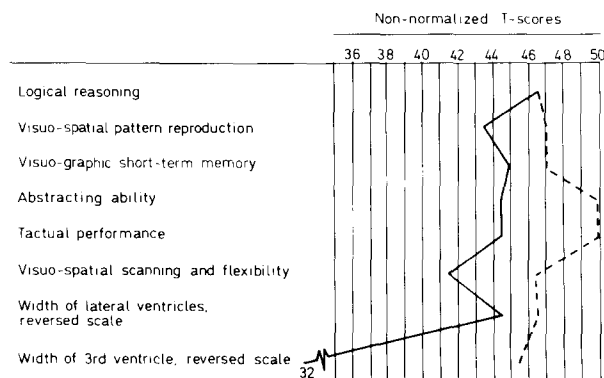 Non-normalized T-scores
36 38 40 42 44 46 48 50
Logical reasoning
Visuo-spatial pattern reproduction
Visuo-graphic short-term memory
Abstracting ability
Tactual performance
Visuo-spatial scanning and flexibility
Width of lateral ventricles,
reversed scale
Width of 3rd ventricle, reversed scale
32